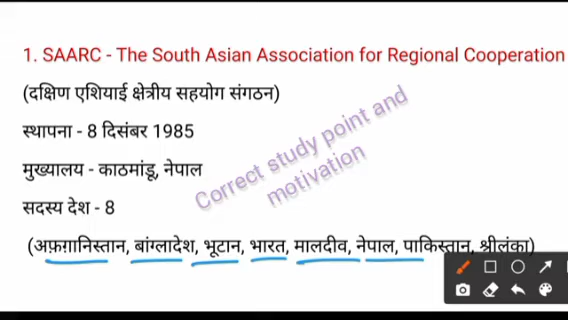 1. SAARC - The South Asian Association for Regional Cooperation
(दक्षिण एशियाई क्षेत्रीय सहयोग संगठन)
स्थापना - 8 दिसंबर 1985
मुख्यालय - काठमांडू, नेपाल
सदस्य देश - 8
(अफ़ग़ानिस्तान, बांग्लादेश, भूटान, भारत, मालदीव, नेपाल, पाकिस्तान, श्रीलंका)
Correct study point and
motivation